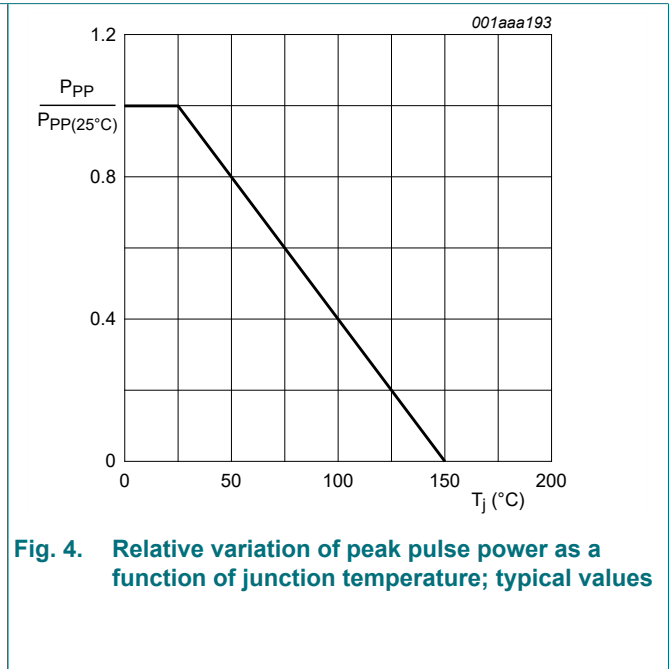 001aaa193
1.2
PPP
PPP(25°C)
0.8
0.4
0
0 50 100 150 200
Tj (°C)
Fig. 4. Relative variation of peak pulse power as a
function of junction temperature; typical values